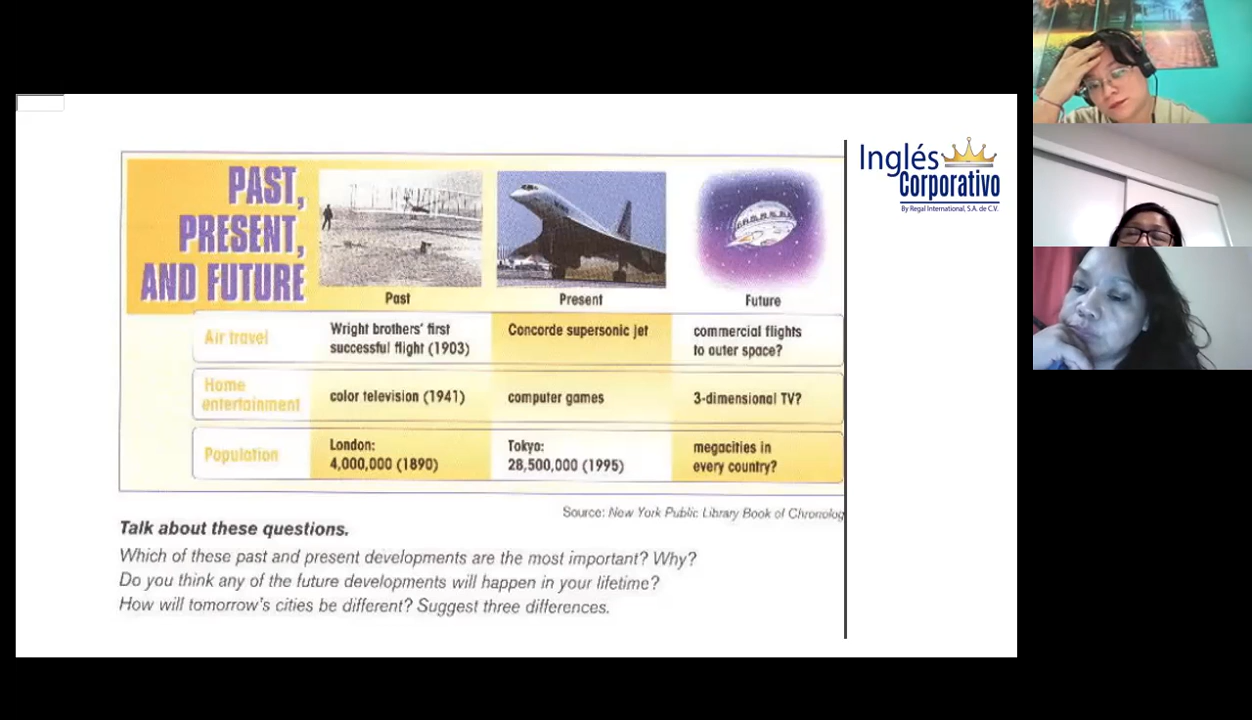 PAST,
PRESENT,
AND FUTURE
Past
Present
Future
Air travel
Wright brothers' first
successful flight (1903)
Concorde supersonic jet
commercial flights
to outer space?
Home
entertainment
color television (1941)
computer games
3-dimensional TV?
Population
London:
4,000,000 (1890)
Tokyo:
28,500,000 (1995)
megacities in
every country?
Source: New York Public Library Book of Chronolog
Talk about these questions.
Which of these past and present developments are the most important? Why?
Do you think any of the future developments will happen in your lifetime?
How will tomorrow's cities be different? Suggest three differences.
Inglés
Corporativo
By Regal International, S.A. de C.V.